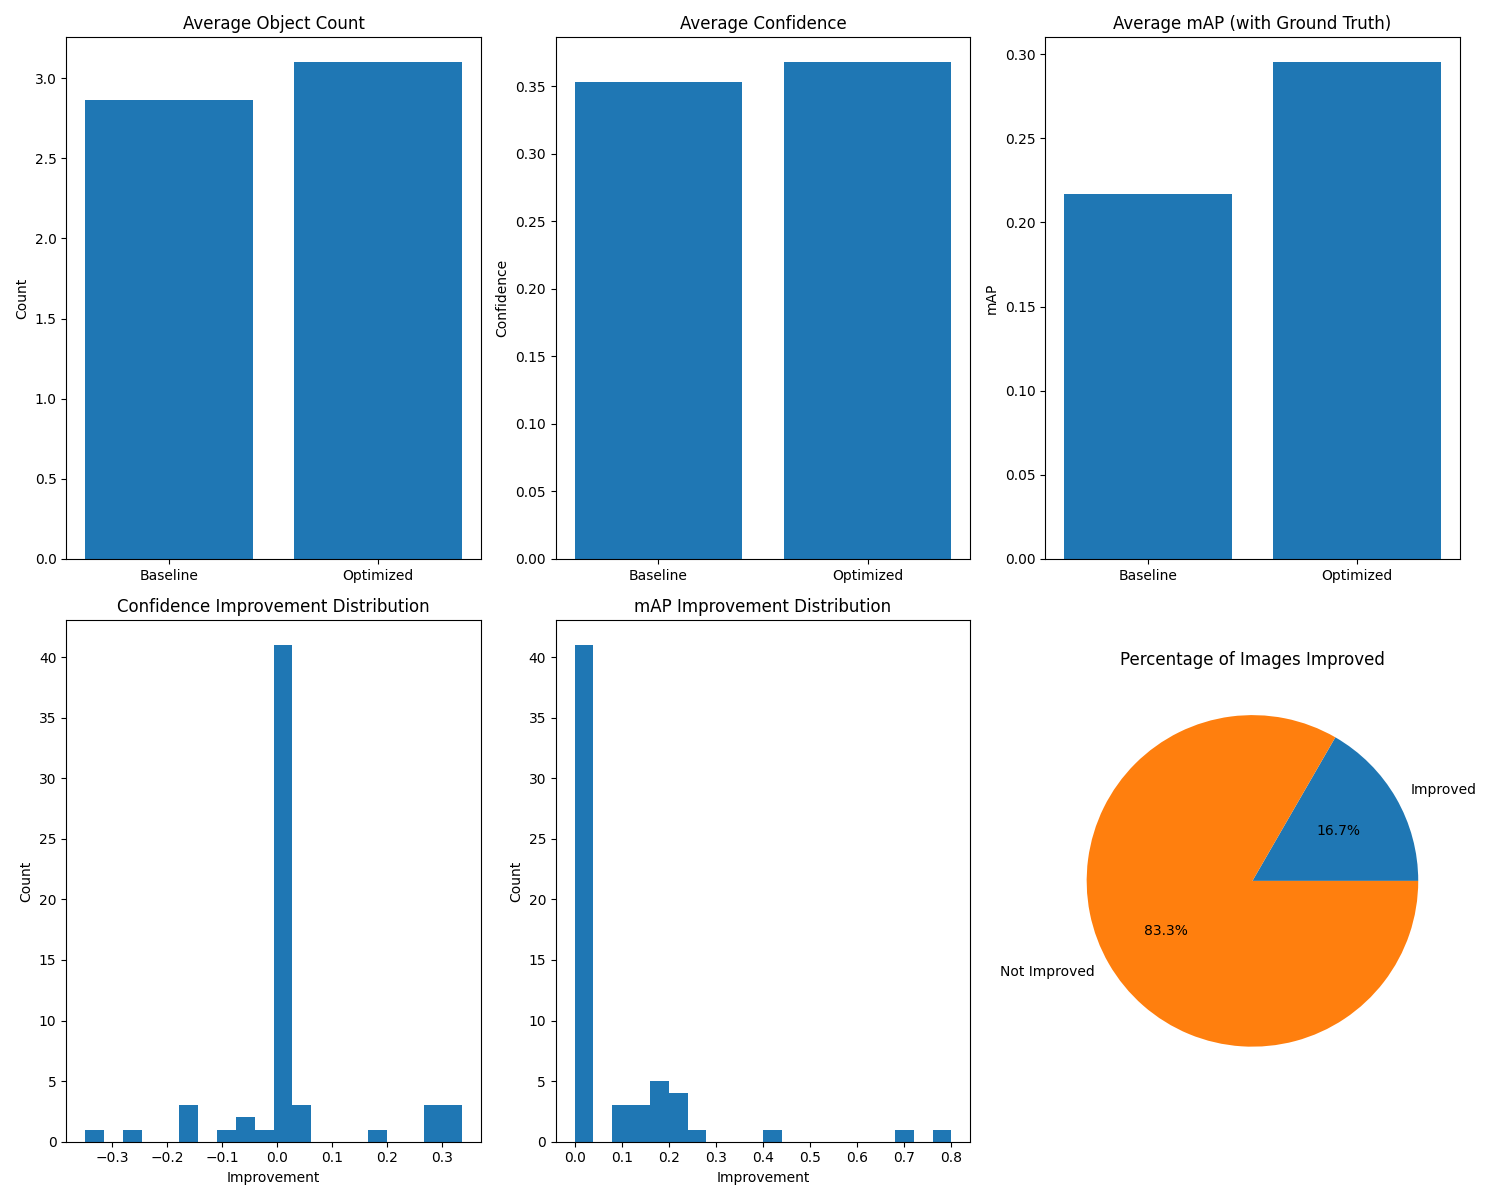 Average Object Count
3.0
2.5
2.0
1.5
1.0
0.5
0.0
Count
Baseline
Optimized
Average Confidence
0.35
0.30
0.25
0.20
0.15
0.10
0.05
0.00
Confidence
Baseline
Optimized
Average mAP (with Ground Truth)
0.30
0.25
0.20
0.15
0.10
0.05
0.00
mAP
Baseline
Optimized
Confidence Improvement Distribution
40
35
30
25
20
15
10
5
0
Count
−0.3 −0.2 −0.1 0.0 0.1 0.2 0.3
Improvement
mAP Improvement Distribution
40
35
30
25
20
15
10
5
0
Count
0.0 0.1 0.2 0.3 0.4 0.5 0.6 0.7 0.8
Improvement
Percentage of Images Improved
Improved
16.7%
83.3%
Not Improved